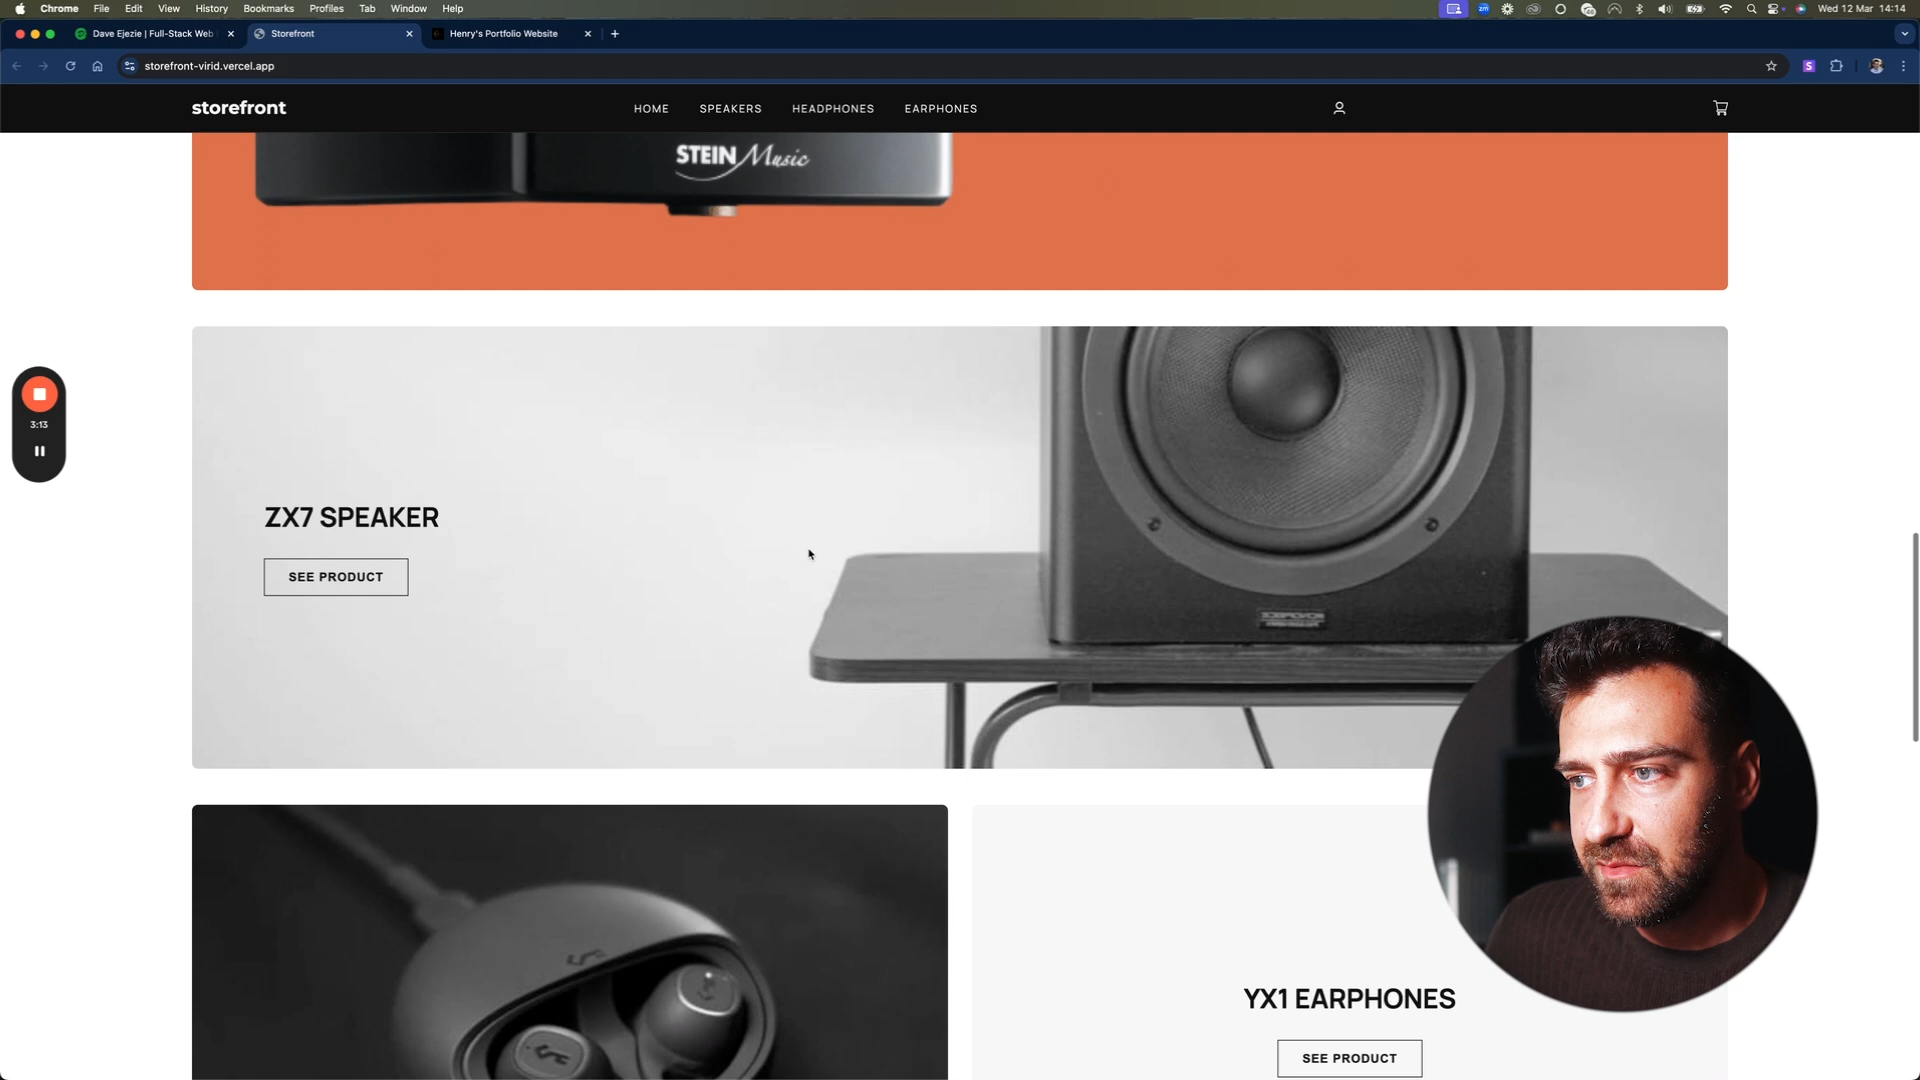 Chrome File Edit View History Bookmarks Profiles Tab Window Help Wed 12 Mar 14:14
Dave Ejezie | Full-Stack Web Storefront Henry's Portfolio Website
storefront-virid.vercel.app
storefront HOME SPEAKERS HEADPHONES EARPHONES
STEIN Music
3:13
ZX7 SPEAKER
SEE PRODUCT
YX1 EARPHONES
SEE PRODUCT